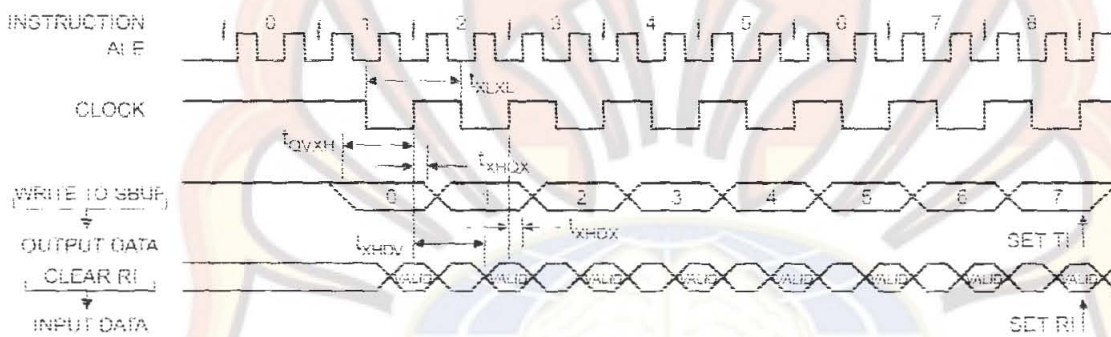 INSTRUCTION 0 1 2 3 4 5 6 7 8
ALE
tXLXL
CLOCK
tQVXH
tXHQX
WRITE TO SBUF 0 1 2 3 4 5 6 7
tXHDV tXHDX
OUTPUT DATA SET TI
CLEAR RI VALID VALID VALID VALID VALID VALID VALID VALID
INPUT DATA SET RI